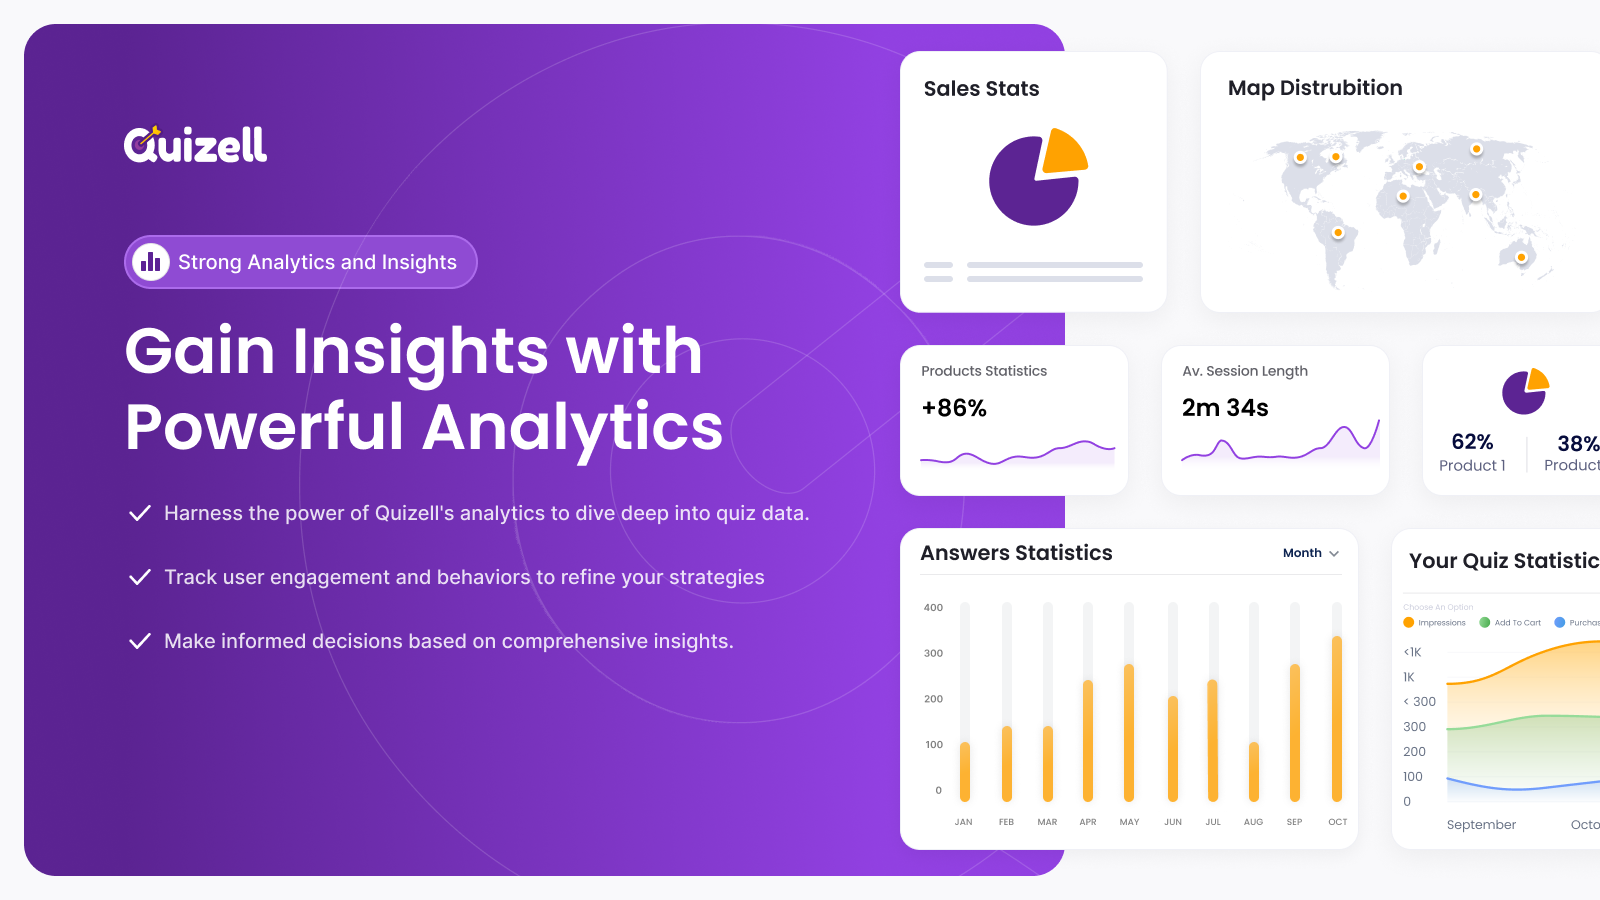 Quizell
Strong Analytics and Insights
Gain Insights with
Powerful Analytics
Harness the power of Quizell's analytics to dive deep into quiz data.
Track user engagement and behaviors to refine your strategies
Make informed decisions based on comprehensive insights.
Sales Stats
Map Distrubition
Products Statistics
+86%
Av. Session Length
2m 34s
62%
Product 1
38%
Product
Answers Statistics
Month
400
300
200
100
0
JAN FEB MAR APR MAY JUN JUL AUG SEP OCT
Your Quiz Statistic
Choose An Option
Impressions Add To Cart Purchas
<1K
1K
< 300
300
200
100
0
September Octo